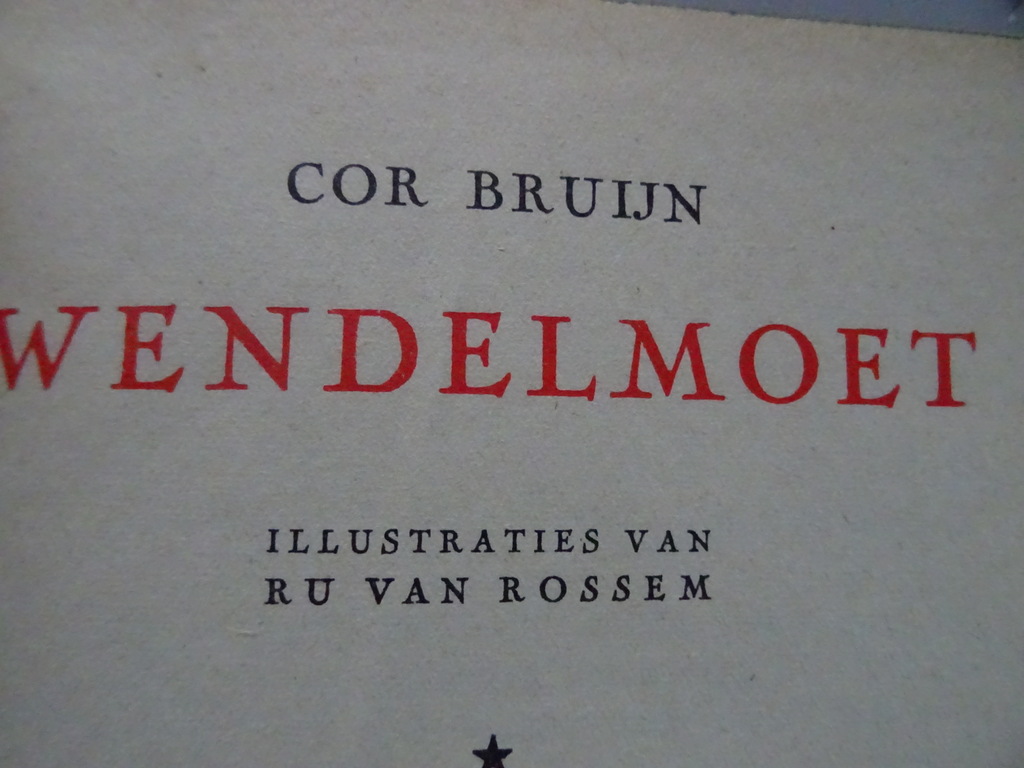 COR BRUIJN
WENDELMOET
ILLUSTRATIES VAN
RU VAN ROSSEM